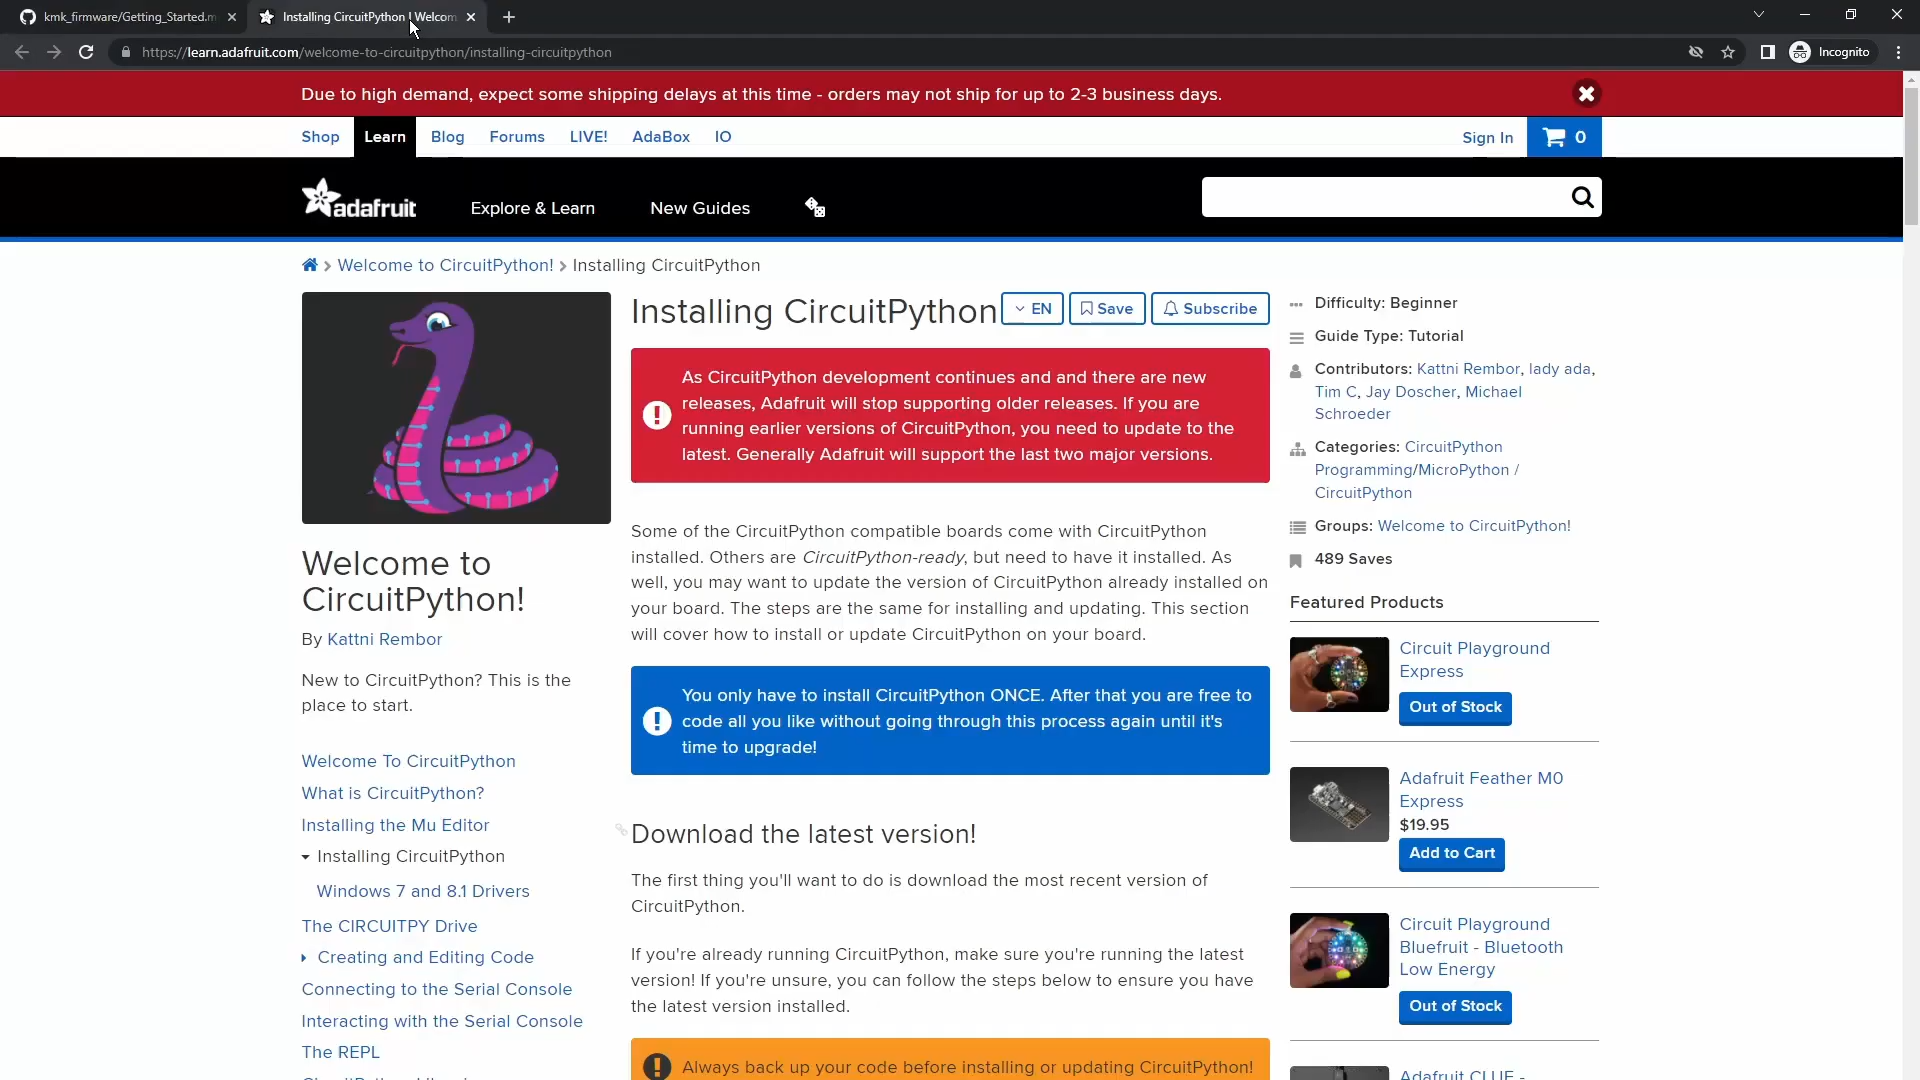 kmk_firmware/Getting_Started.m
Installing CircuitPython | Welcom
https://learn.adafruit.com/welcome-to-circuitpython/installing-circuitpython
Incognito
Due to high demand, expect some shipping delays at this time - orders may not ship for up to 2-3 business days.
Shop
Learn
Blog
Forums
LIVE!
AdaBox
IO
Sign In
0
adafruit
Explore & Learn
New Guides
Welcome to CircuitPython!
Installing CircuitPython
Welcome to
CircuitPython!
By Kattni Rembor
New to CircuitPython? This is the
place to start.
Welcome To CircuitPython
What is CircuitPython?
Installing the Mu Editor
Installing CircuitPython
Windows 7 and 8.1 Drivers
The CIRCUITPY Drive
Creating and Editing Code
Connecting to the Serial Console
Interacting with the Serial Console
The REPL
Installing CircuitPython
EN
Save
Subscribe
As CircuitPython development continues and and there are new
releases, Adafruit will stop supporting older releases. If you are
running earlier versions of CircuitPython, you need to update to the
latest. Generally Adafruit will support the last two major versions.
Some of the CircuitPython compatible boards come with CircuitPython
installed. Others are CircuitPython-ready, but need to have it installed. As
well, you may want to update the version of CircuitPython already installed on
your board. The steps are the same for installing and updating. This section
will cover how to install or update CircuitPython on your board.
You only have to install CircuitPython ONCE. After that you are free to
code all you like without going through this process again until it's
time to upgrade!
Download the latest version!
The first thing you'll want to do is download the most recent version of
CircuitPython.
If you're already running CircuitPython, make sure you're running the latest
version! If you're unsure, you can follow the steps below to ensure you have
the latest version installed.
Always back up your code before installing or updating CircuitPython!
Difficulty: Beginner
Guide Type: Tutorial
Contributors: Kattni Rembor, lady ada,
Tim C, Jay Doscher, Michael
Schroeder
Categories: CircuitPython
Programming/MicroPython /
CircuitPython
Groups: Welcome to CircuitPython!
489 Saves
Featured Products
Circuit Playground
Express
Out of Stock
Adafruit Feather M0
Express
$19.95
Add to Cart
Circuit Playground
Bluefruit - Bluetooth
Low Energy
Out of Stock
Adafruit CLUE -